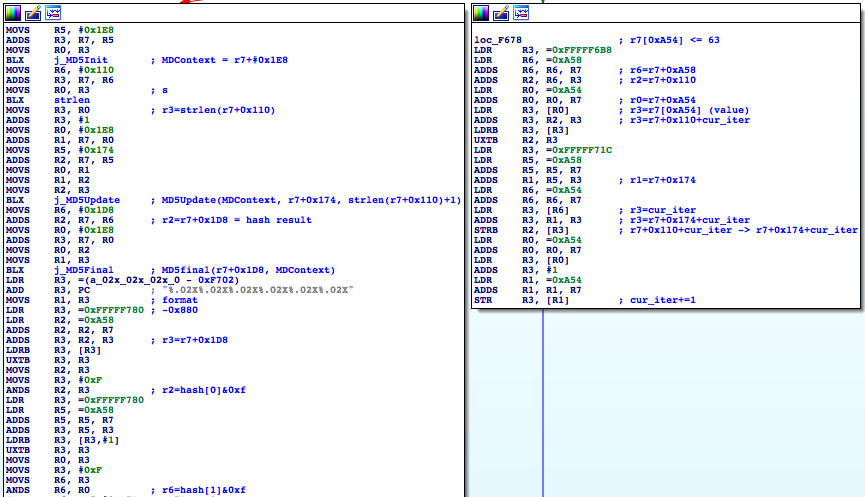 MOVS R5, #0x1E8
ADDS R3, R7, R5
MOVS R0, R3
BLX j_MD5Init ; MDContext = r7+#0x1E8
MOVS R6, #0x110
ADDS R3, R7, R6
MOVS R0, R3 ; s
BLX strlen
MOVS R3, R0 ; r3=strlen(r7+0x110)
ADDS R3, #1
MOVS R0, #0x1E8
ADDS R1, R7, R0
MOVS R5, #0x174
ADDS R2, R7, R5
MOVS R0, R1
MOVS R1, R2
MOVS R2, R3
BLX j_MD5Update ; MD5Update(MDContext, r7+0x174, strlen(r7+0x110)+1)
MOVS R6, #0x1D8
ADDS R2, R7, R6 ; r2=r7+0x1D8 = hash result
MOVS R0, #0x1E8
ADDS R3, R7, R0
MOVS R0, R2
MOVS R1, R3
BLX j_MD5Final ; MD5final(r7+0x1D8, MDContext)
LDR R3, =(a_02x_02x_02x_0 - 0xF702)
ADD R3, PC ; "%.02X%.02X%.02X%.02X%.02X%.02X"
MOVS R1, R3 ; format
LDR R3, =0xFFFFF780 ; -0x880
LDR R2, =0xA58
ADDS R2, R2, R7
ADDS R3, R2, R3 ; r3=r7+0x1D8
LDRB R3, [R3]
UXTB R3, R3
MOVS R2, R3
MOVS R3, #0xF
ANDS R2, R3 ; r2=hash[0]&0xf
LDR R3, =0xFFFFF780
LDR R5, =0xA58
ADDS R5, R5, R7
ADDS R3, R5, R3
LDRB R3, [R3,#1]
UXTB R3, R3
MOVS R0, R3
MOVS R3, #0xF
MOVS R6, R3
ANDS R6, R0 ; r6=hash[1]&0xf
loc_F678 ; r7[0xA54] <= 63
LDR R3, =0xFFFFF6B8
LDR R6, =0xA58
ADDS R6, R6, R7 ; r6=r7+0xA58
ADDS R2, R6, R3 ; r2=r7+0x110
LDR R0, =0xA54
ADDS R0, R0, R7 ; r0=r7+0xA54
LDR R3, [R0] ; r3=r7[0xA54] (value)
ADDS R3, R2, R3 ; r3=r7+0x110+cur_iter
LDRB R3, [R3]
UXTB R2, R3
LDR R3, =0xFFFFF71C
LDR R5, =0xA58
ADDS R5, R5, R7
ADDS R1, R5, R3 ; r1=r7+0x174
LDR R6, =0xA54
ADDS R6, R6, R7
LDR R3, [R6] ; r3=cur_iter
ADDS R3, R1, R3 ; r3=r7+0x174+cur_iter
STRB R2, [R3] ; r7+0x110+cur_iter -> r7+0x174+cur_iter
LDR R0, =0xA54
ADDS R0, R0, R7
LDR R3, [R0]
ADDS R3, #1
LDR R1, =0xA54
ADDS R1, R1, R7
STR R3, [R1] ; cur_iter+=1